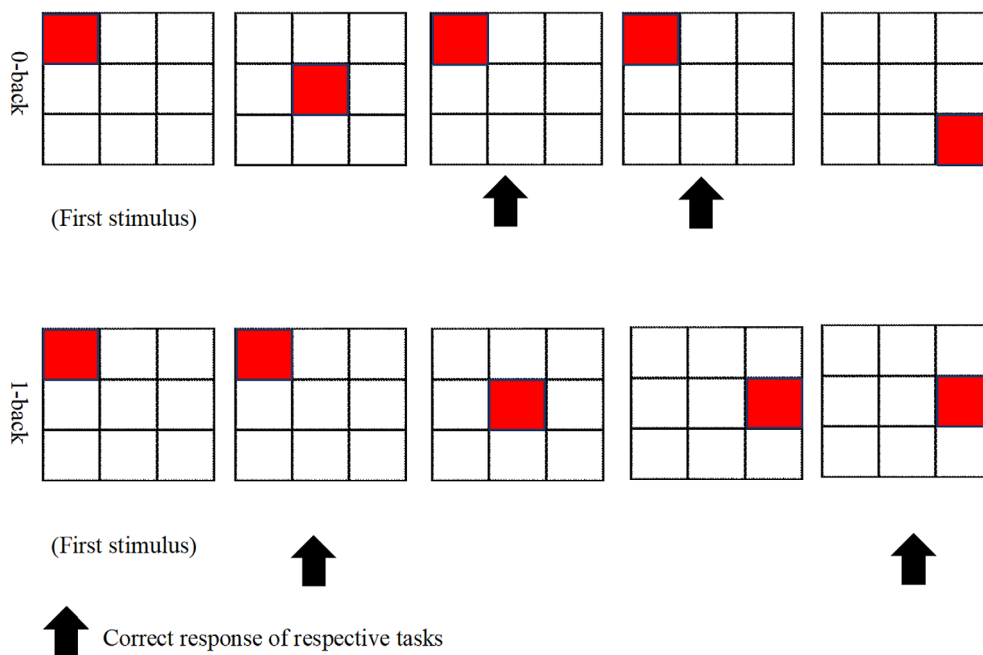 0-back
(First stimulus)
1-back
(First stimulus)
Correct response of respective tasks